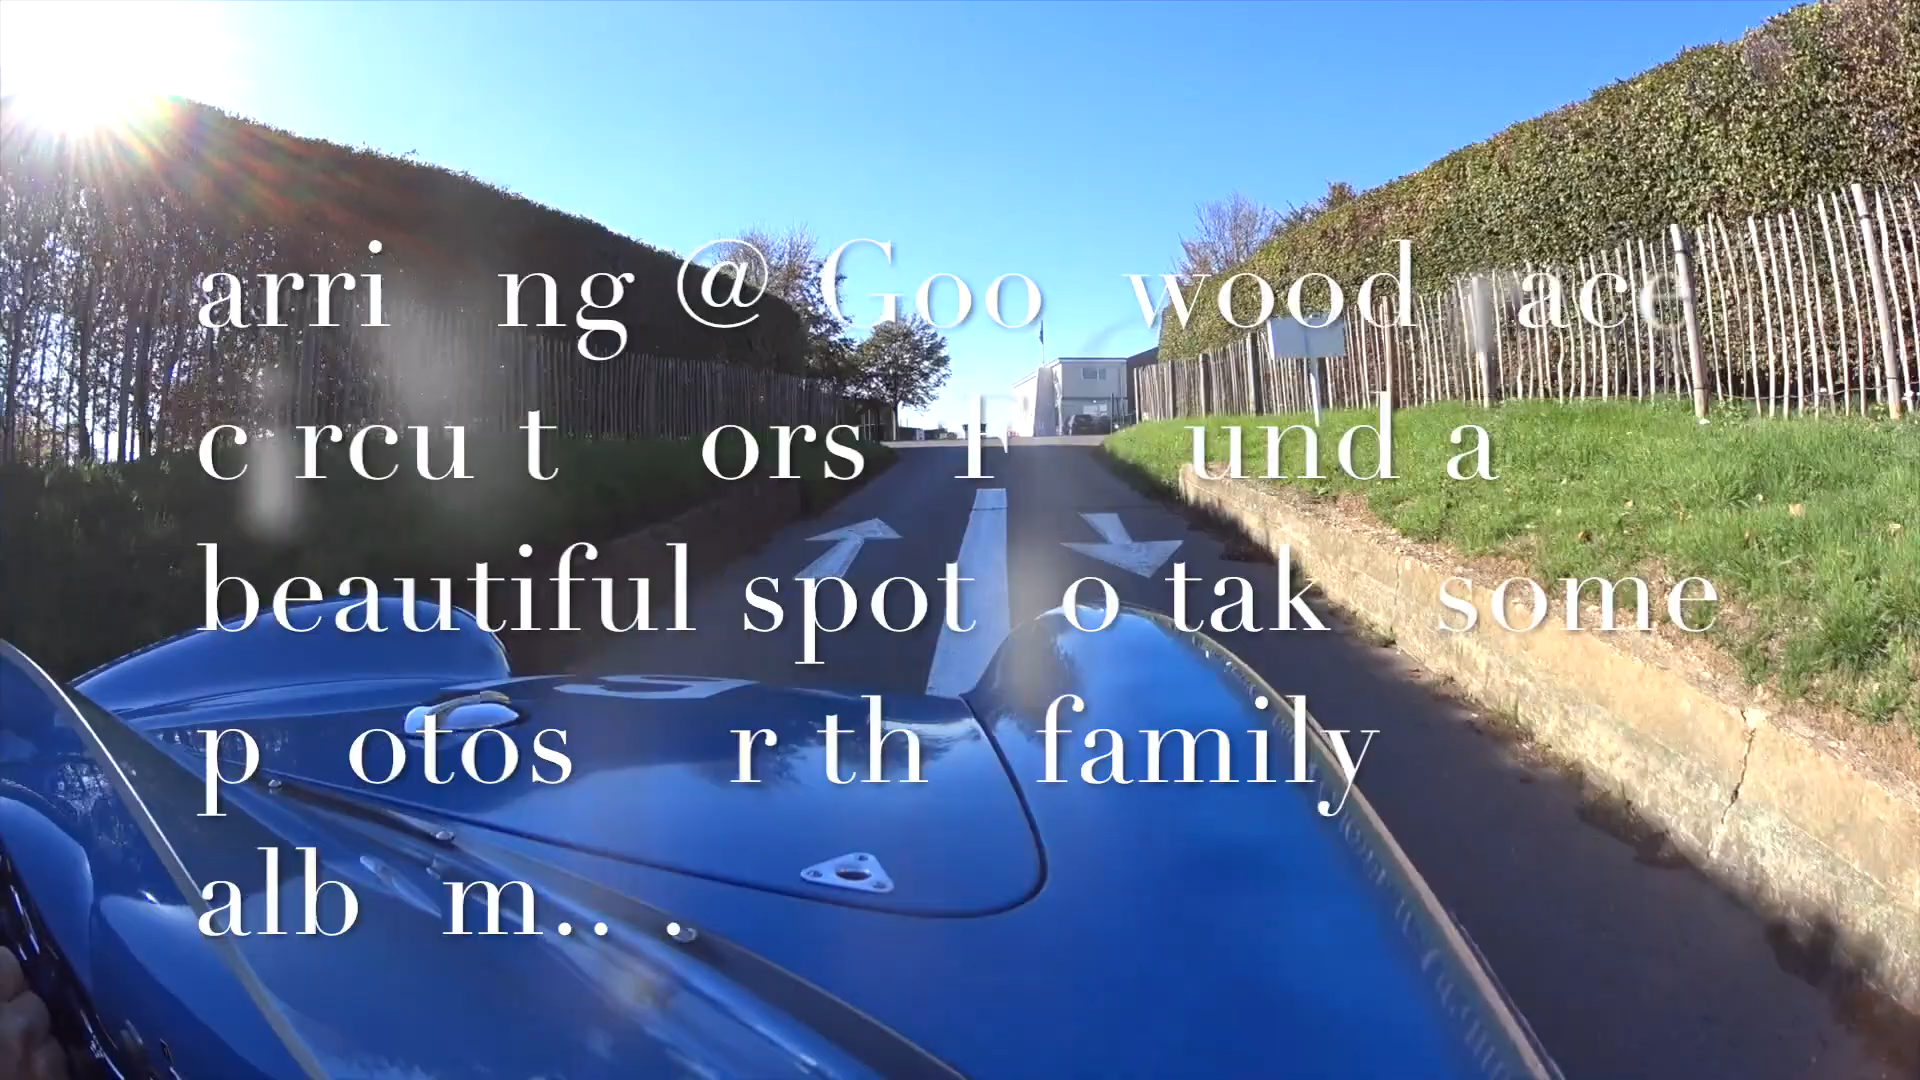 arri ng @ Goo wood ace
c rcu t ors I und a
beautiful spot o tak some
p otos r th family
alb m.. .